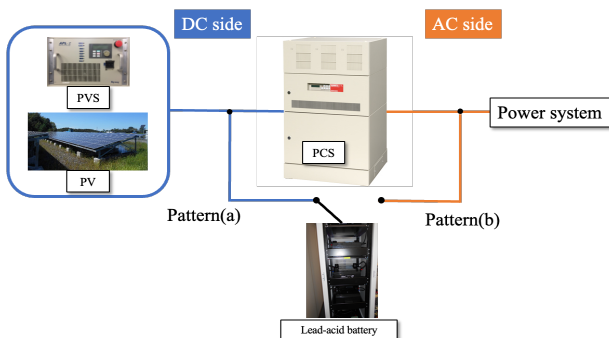 DC side
AC side
PVS
PV
PCS
Power system
Pattern(a)
Pattern(b)
Lead-acid battery